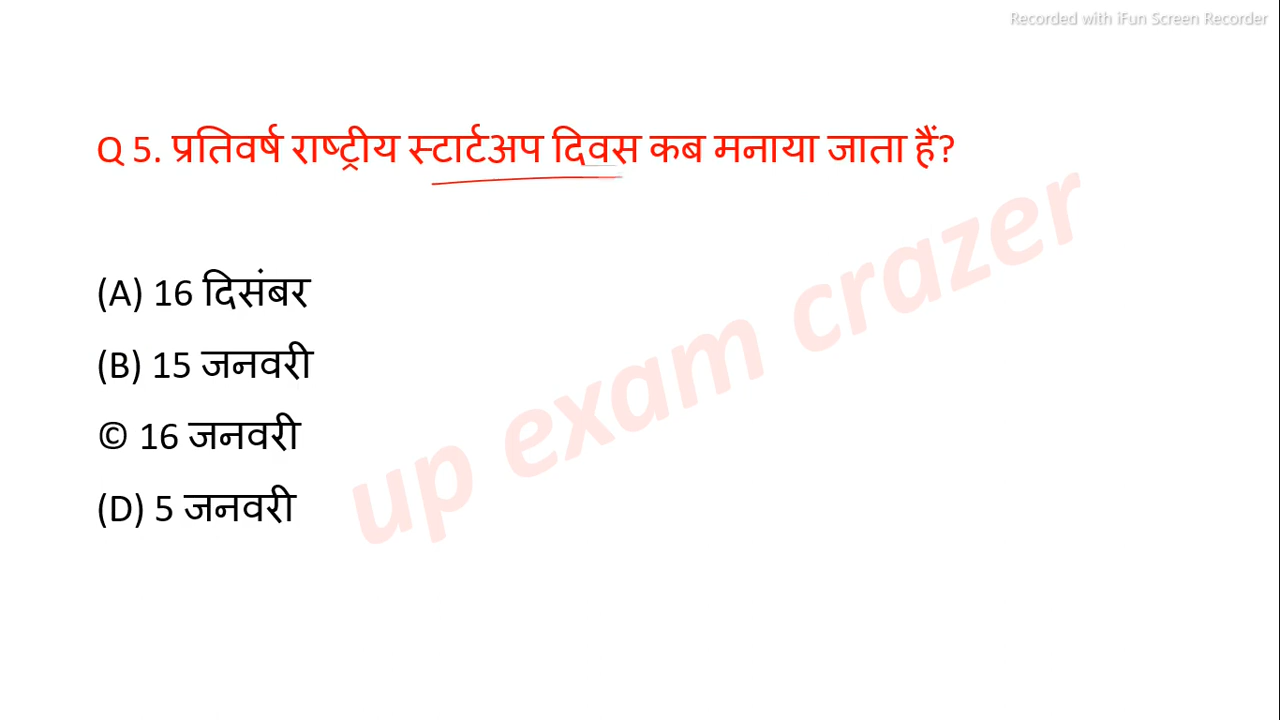 Recorded with iFun Screen Recorder
Q 5. प्रतिवर्ष राष्ट्रीय स्टार्टअप दिवस कब मनाया जाता हैं?
(A) 16 दिसंबर
(B) 15 जनवरी
© 16 जनवरी
(D) 5 जनवरी
up exam crazer